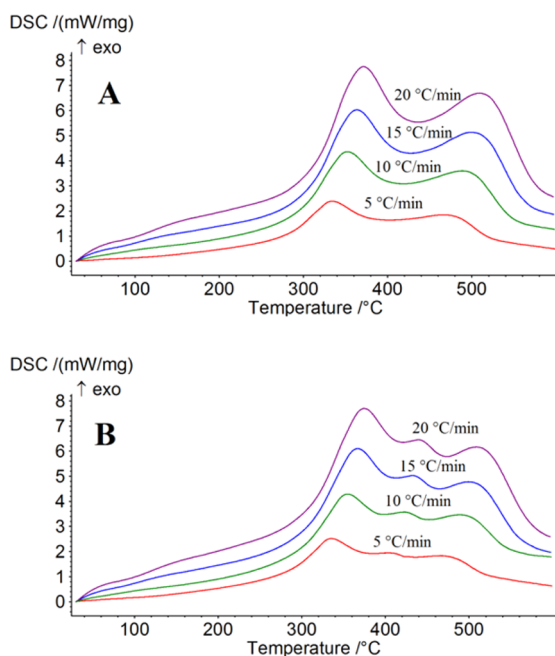 DSC /(mW/mg)
↑ exo
8
A
7
20 °C/min
6
15 °C/min
5
4
10 °C/min
3
5 °C/min
2
1
0
100 200 300 400 500
Temperature /°C
DSC /(mW/mg)
↑ exo
8
B
7
20 °C/min
6
15 °C/min
5
4
10 °C/min
3
5 °C/min
2
1
0
100 200 300 400 500
Temperature /°C